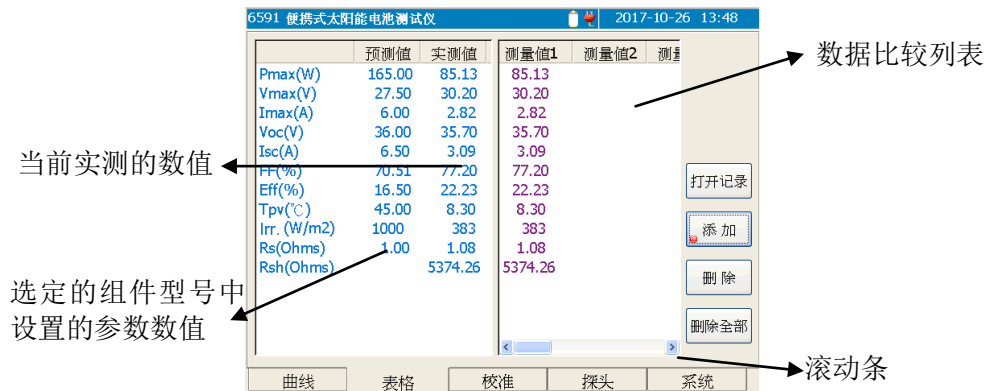 6591 便携式太阳能电池测试仪 2017-10-26 13:48
预测值 实测值 测量值1 测量值2 测量
Pmax(W) 165.00 85.13 85.13
Vmax(V) 27.50 30.20 30.20
Imax(A) 6.00 2.82 2.82
Voc(V) 36.00 35.70 35.70
Isc(A) 6.50 3.09 3.09
FF(%) 70.51 77.20 77.20
Eff(%) 16.50 22.23 22.23
Tpv(℃) 45.00 8.30 8.30
Irr. (W/m2) 1000 383 383
Rs(Ohms) 1.00 1.08 1.08
Rsh(Ohms) 5374.26 5374.26
打开记录
添加
删除
删除全部
曲线 表格 校准 探头 系统
数据比较列表
当前实测的数值
选定的组件型号中
设置的参数数值
滚动条